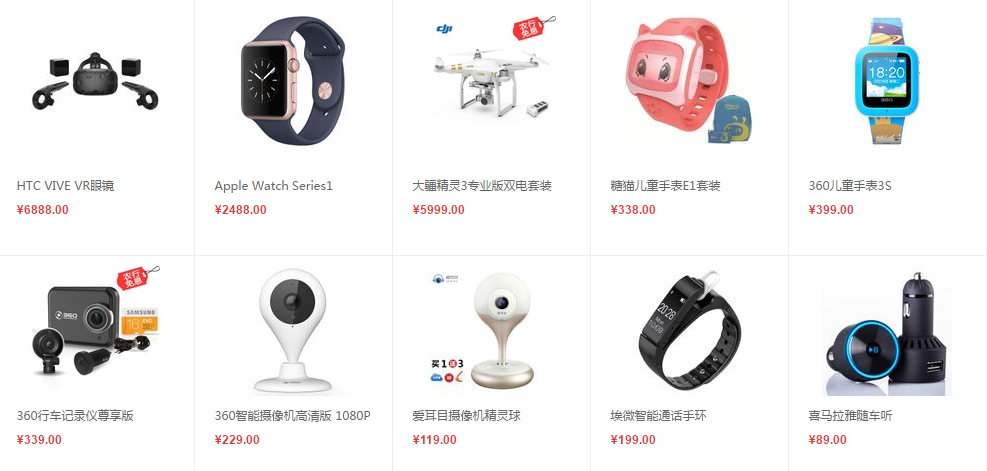 dji
农行
免息
18:20
360
HTC VIVE VR眼镜
Apple Watch Series1
大疆精灵3专业版双电套装
糖猫儿童手表E1套装
360儿童手表3S
¥6888.00
¥2488.00
¥5999.00
¥338.00
¥399.00
农行
免息
360
SAMSUNG
16
EVO
买1送3
20:28
360行车记录仪尊享版
360智能摄像机高清版 1080P
爱耳目摄像机精灵球
埃微智能通话手环
喜马拉雅随车听
¥339.00
¥229.00
¥119.00
¥199.00
¥89.00